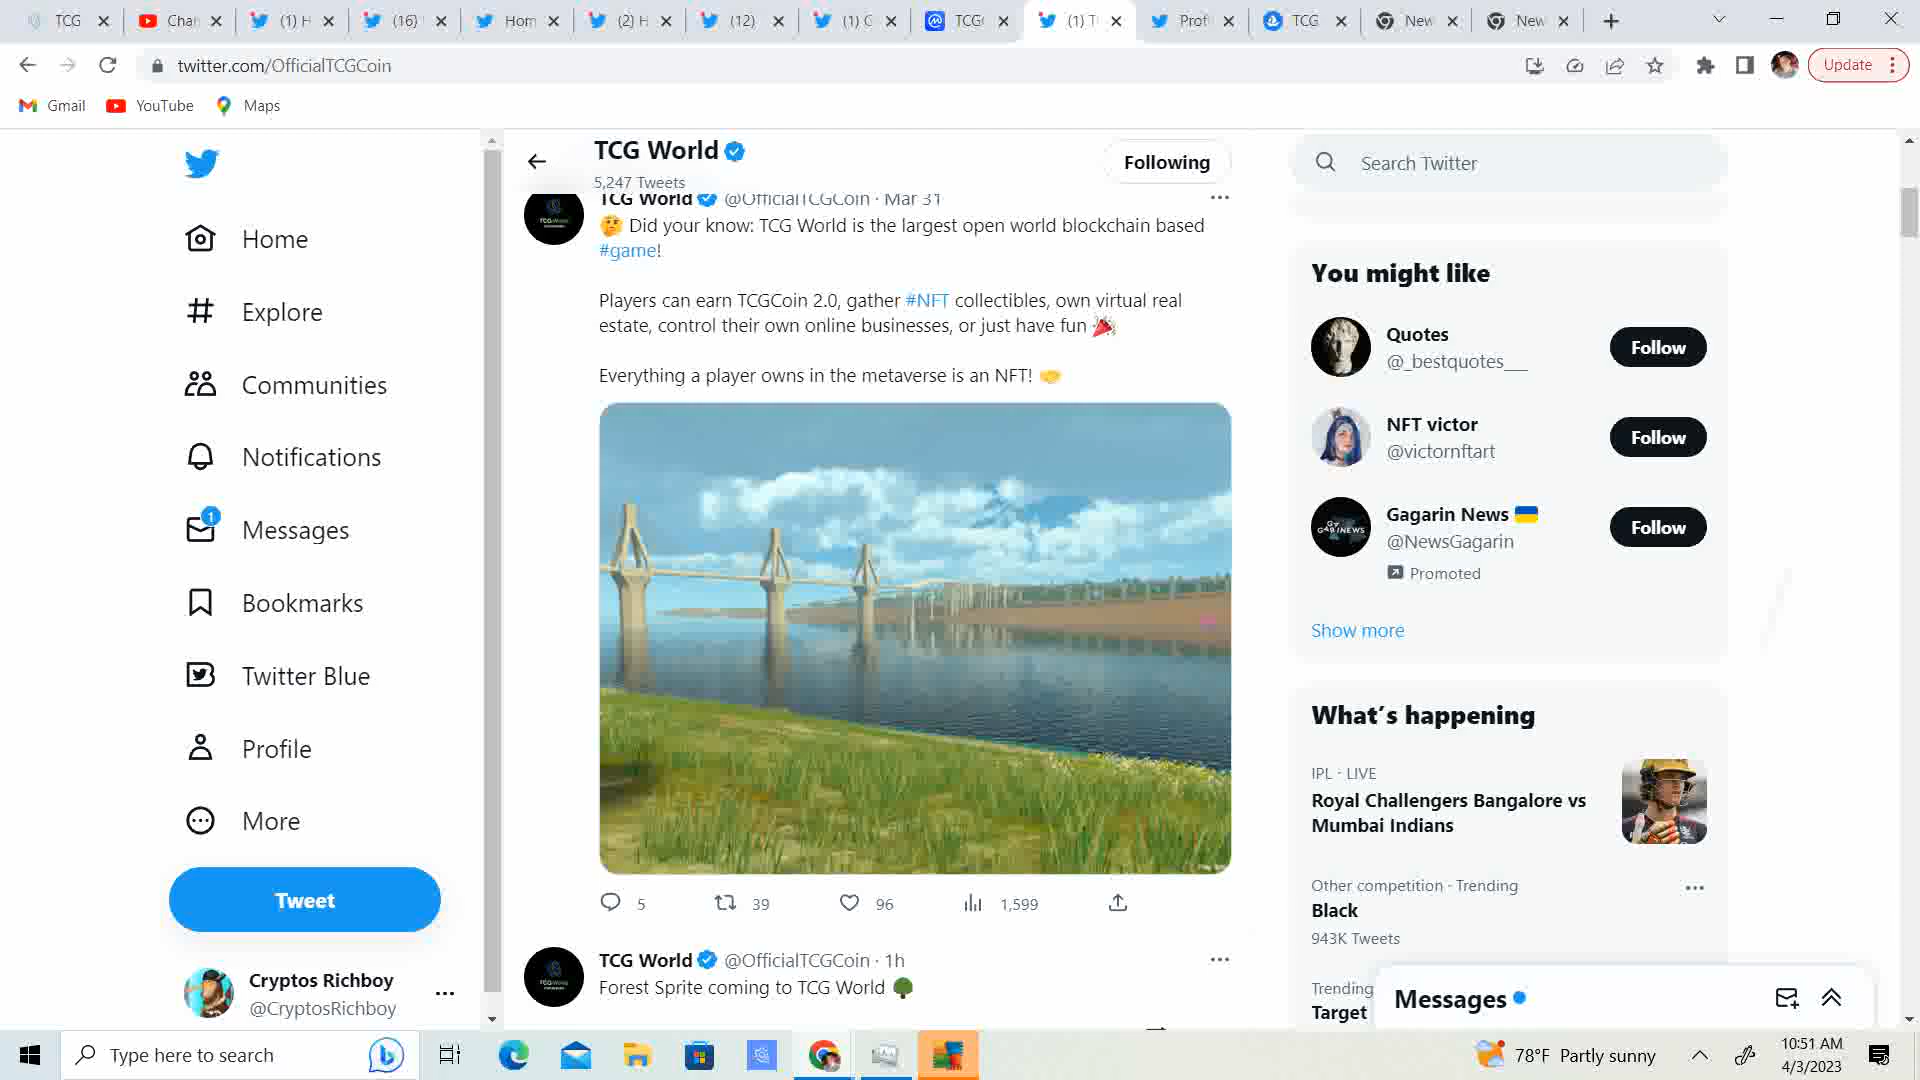 TCG
Chan
(1) H
(16)
Hom
(2) H
(12)
(1) C
TCG
(1) T
Prof
TCG
New
New
twitter.com/OfficialTCGCoin
Update
Gmail
YouTube
Maps
TCG World
5,247 Tweets
Following
Search Twitter
Home
Explore
Communities
Notifications
1
Messages
Bookmarks
Twitter Blue
Profile
More
Tweet
Cryptos Richboy
@CryptosRichboy
TCG World @OfficialTCGCoin · Mar 31
Did your know: TCG World is the largest open world blockchain based
#game!
Players can earn TCGCoin 2.0, gather #NFT collectibles, own virtual real
estate, control their own online businesses, or just have fun
Everything a player owns in the metaverse is an NFT!
5
39
96
1,599
TCG World @OfficialTCGCoin · 1h
Forest Sprite coming to TCG World
You might like
Quotes
@_bestquotes___
Follow
NFT victor
@victornftart
Follow
Gagarin News
@NewsGagarin
Follow
Promoted
Show more
What's happening
IPL · LIVE
Royal Challengers Bangalore vs
Mumbai Indians
Other competition · Trending
Black
943K Tweets
Trending
Target
Messages
Type here to search
78°F Partly sunny
10:51 AM
4/3/2023